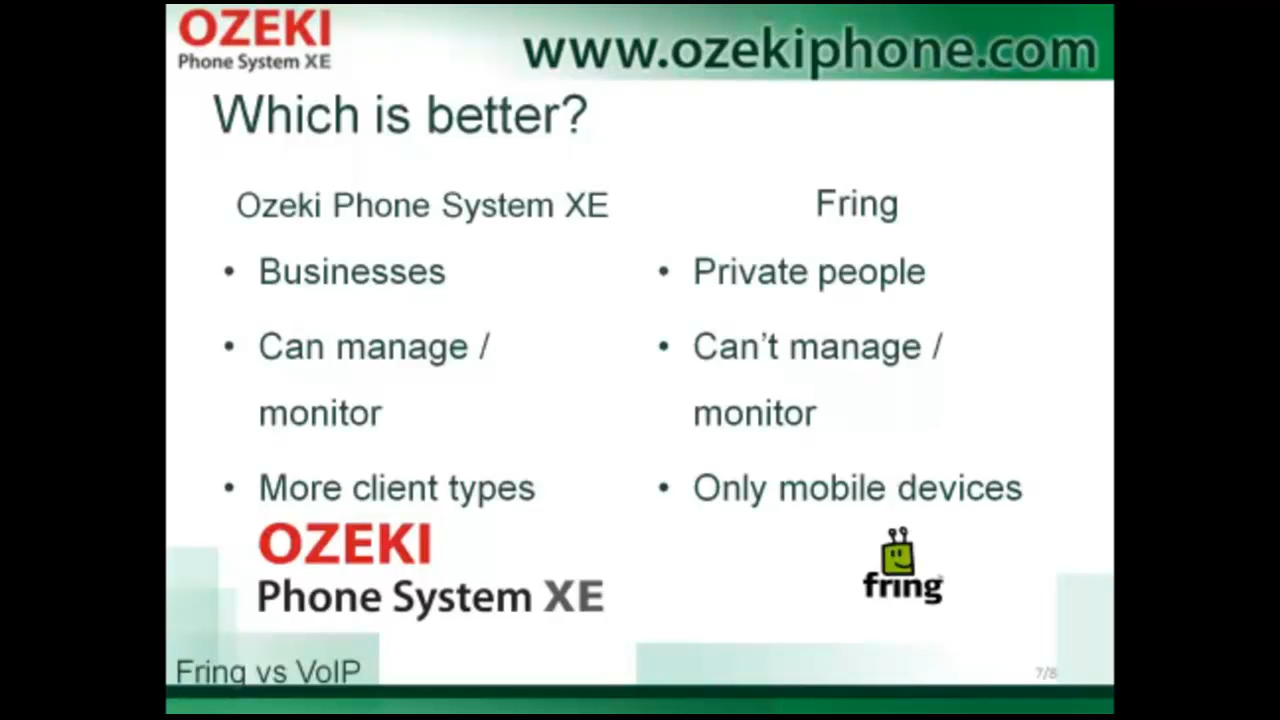 OZEKI
Phone System XE
www.ozekiphone.com
Which is better?
Ozeki Phone System XE
• Businesses
• Can manage /
monitor
• More client types
OZEKI
Phone System XE
Fring
• Private people
• Can't manage /
monitor
• Only mobile devices
fring
Fring vs VoIP
7/8